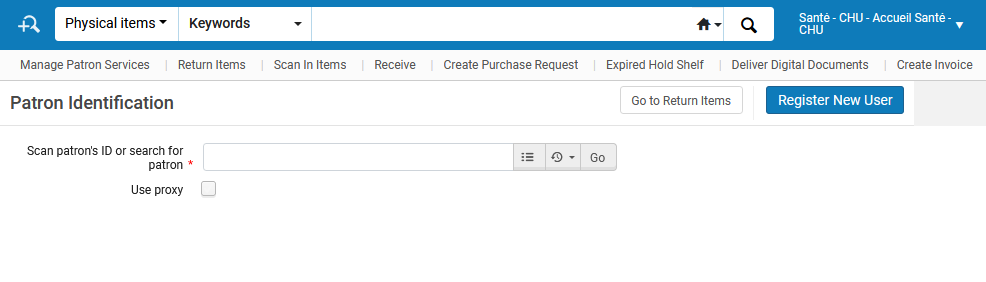 Physical items Keywords Santé - CHU - Accueil Santé -
CHU
Manage Patron Services Return Items Scan In Items Receive Create Purchase Request Expired Hold Shelf Deliver Digital Documents Create Invoice
Patron Identification Go to Return Items Register New User
Scan patron's ID or search for
patron * Go
Use proxy